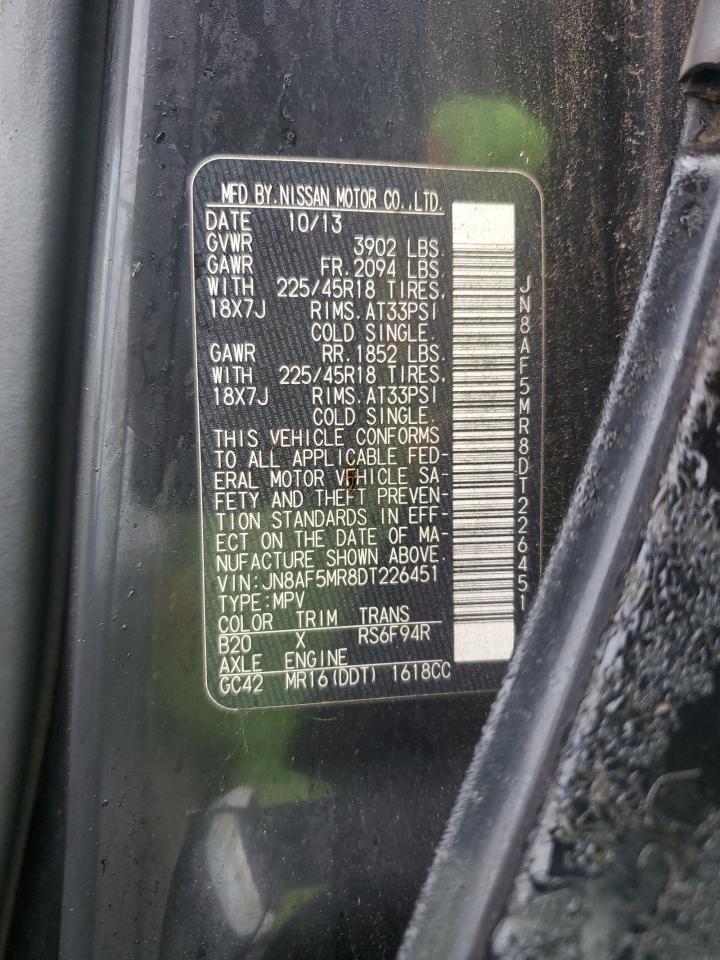 MFD BY.NISSAN MOTOR CO.,LTD.
DATE 10/13
GVWR 3902 LBS.
GAWR FR.2094 LBS.
WITH 225/45R18 TIRES,
18X7J RIMS.AT33PSI
COLD SINGLE.
GAWR RR.1852 LBS.
WITH 225/45R18 TIRES,
18X7J RIMS.AT33PSI
COLD SINGLE.
THIS VEHICLE CONFORMS
TO ALL APPLICABLE FED-
ERAL MOTOR VEHICLE SA-
FETY AND THEFT PREVEN-
TION STANDARDS IN EFF-
ECT ON THE DATE OF MA-
NUFACTURE SHOWN ABOVE.
VIN:JN8AF5MR8DT226451
TYPE:MPV
COLOR TRIM TRANS
B20 X RS6F94R
AXLE ENGINE
GC42 MR16(DDT) 1618CC
JN8AF5MR8DT226451